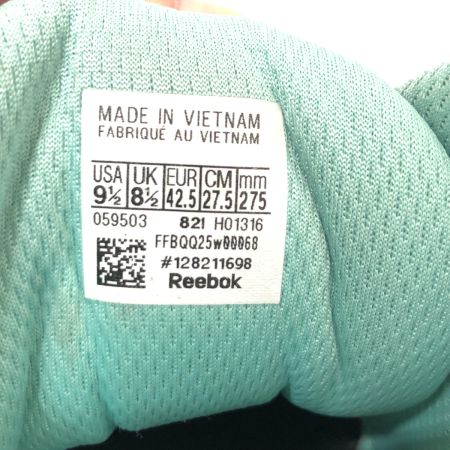 MADE IN VIETNAM
FABRIQUÉ AU VIETNAM
USA UK EUR CM mm
9½ 8½ 42.5 27.5 275
059503 821 H01316
FFBQQ25w00068
#128211698
Reebok